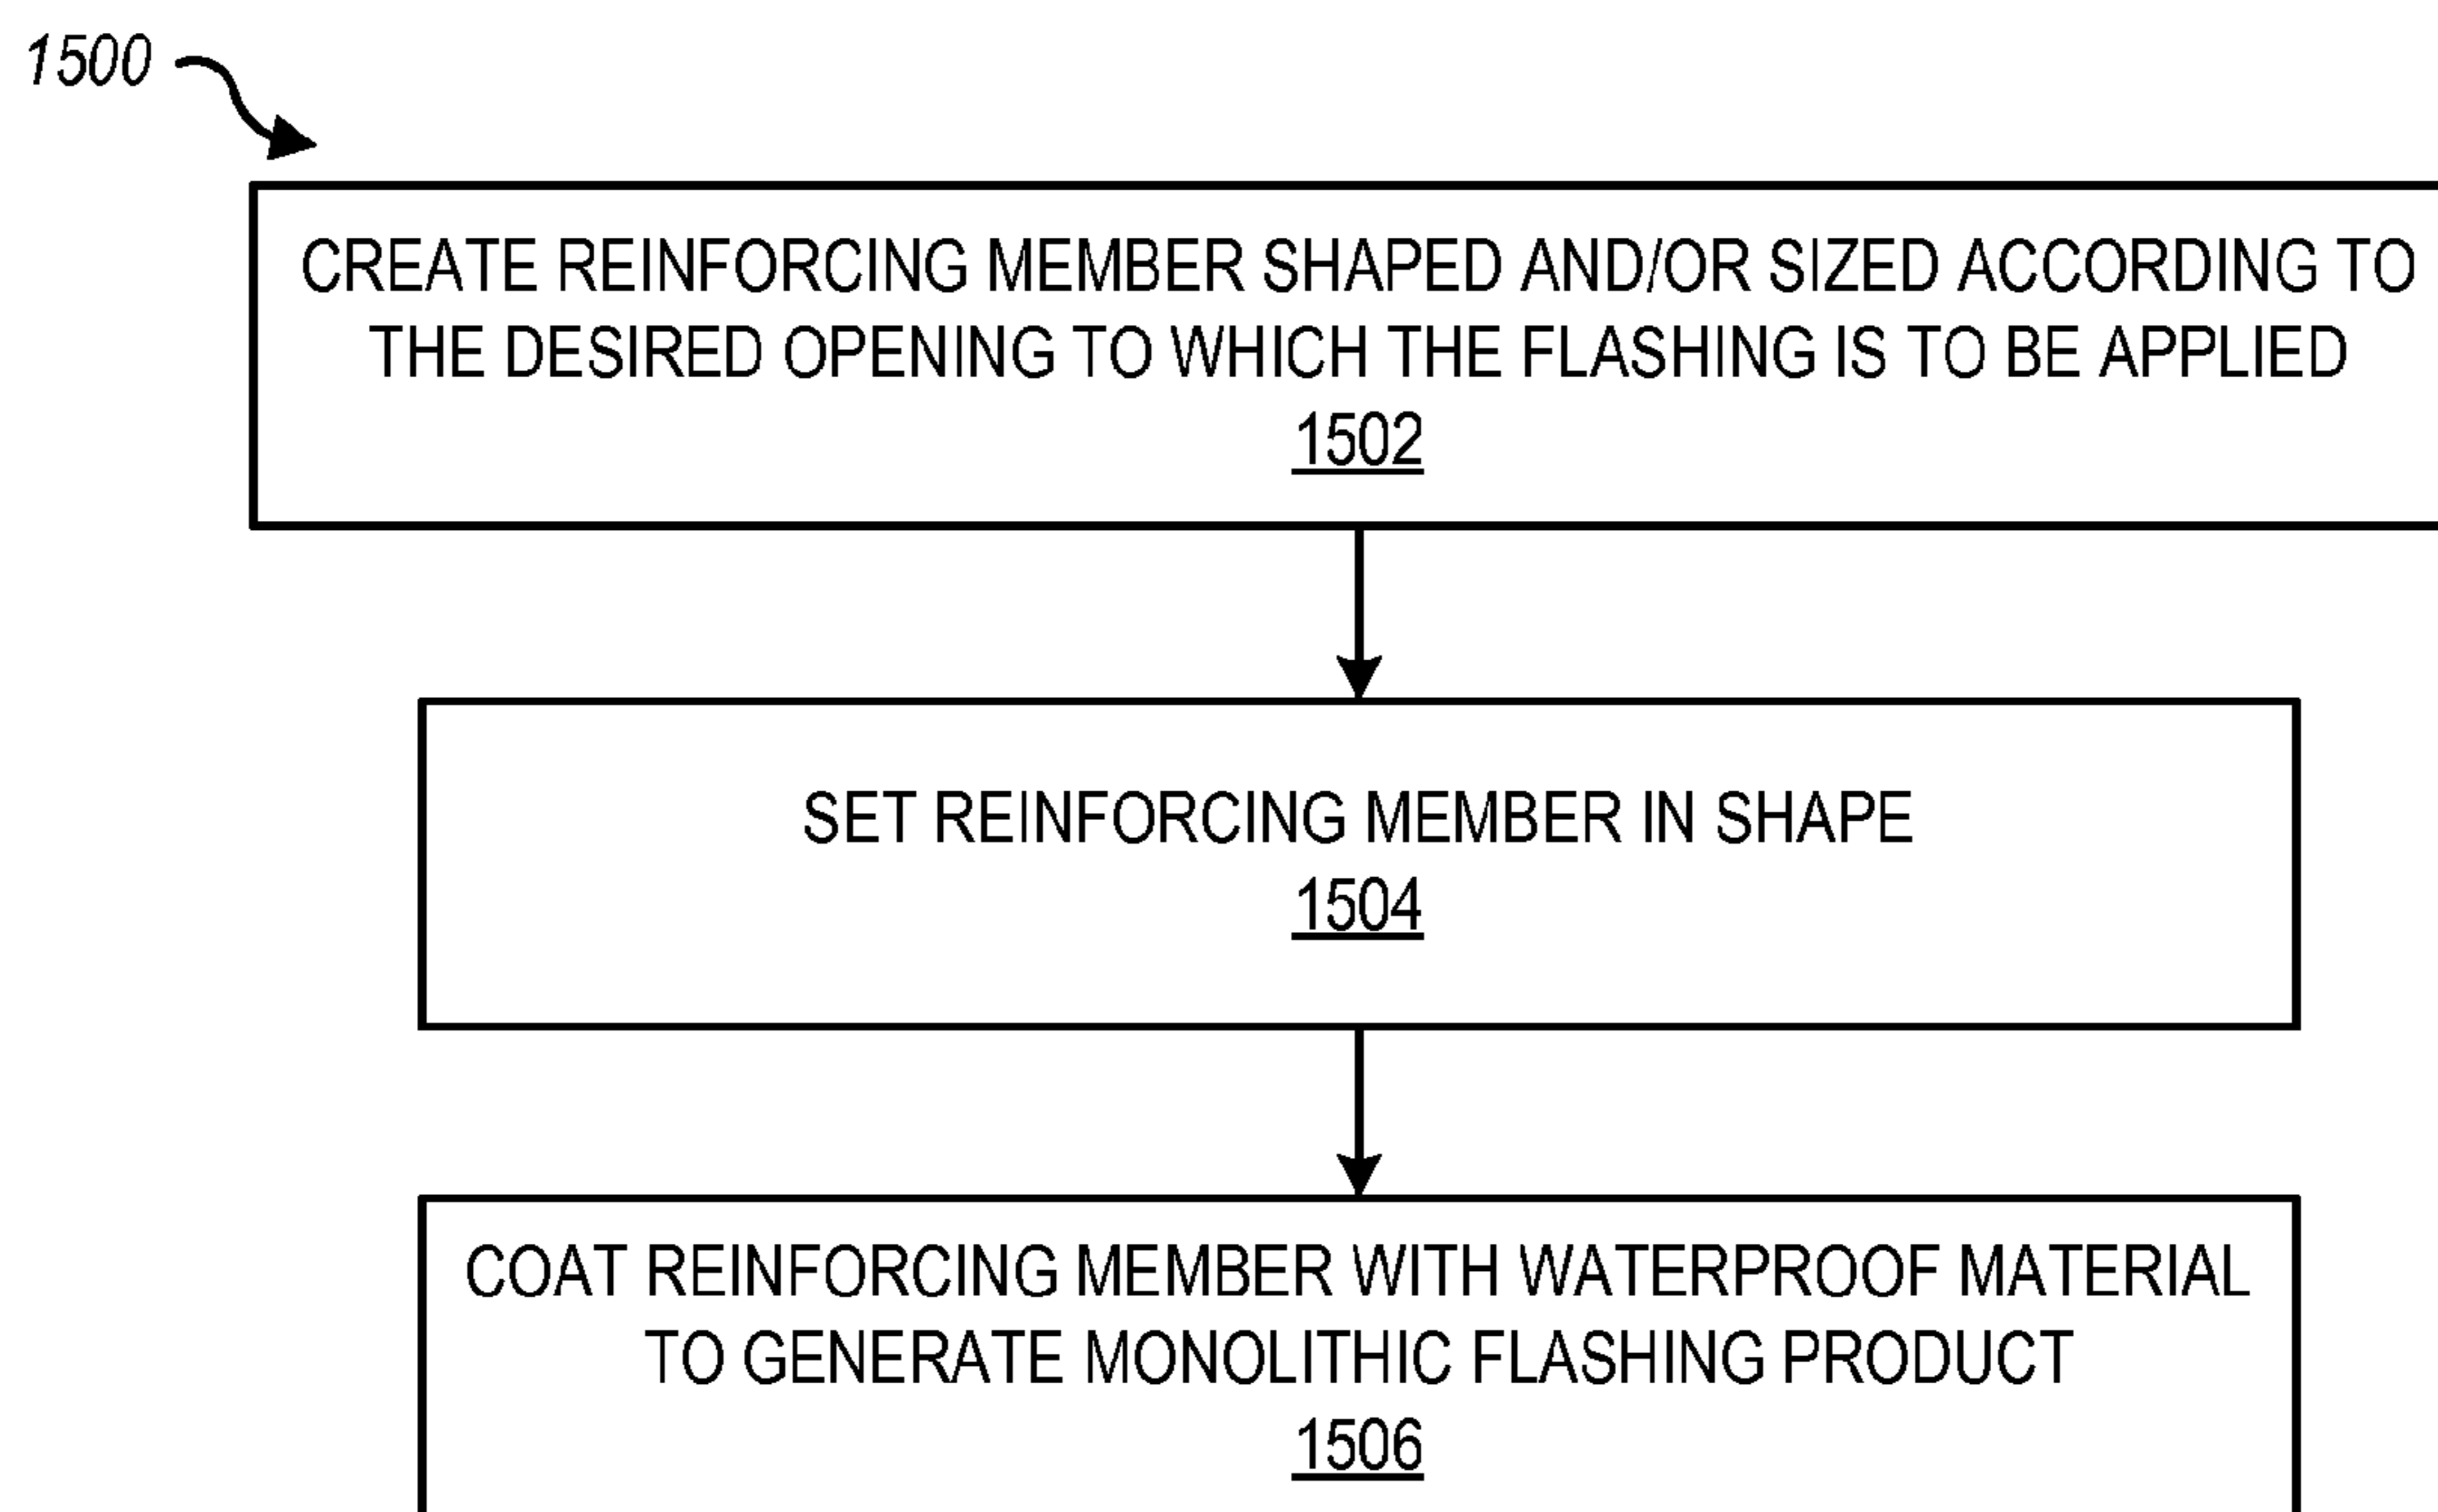 1500
CREATE REINFORCING MEMBER SHAPED AND/OR SIZED ACCORDING TO
THE DESIRED OPENING TO WHICH THE FLASHING IS TO BE APPLIED
1502
SET REINFORCING MEMBER IN SHAPE
1504
COAT REINFORCING MEMBER WITH WATERPROOF MATERIAL
TO GENERATE MONOLITHIC FLASHING PRODUCT
1506